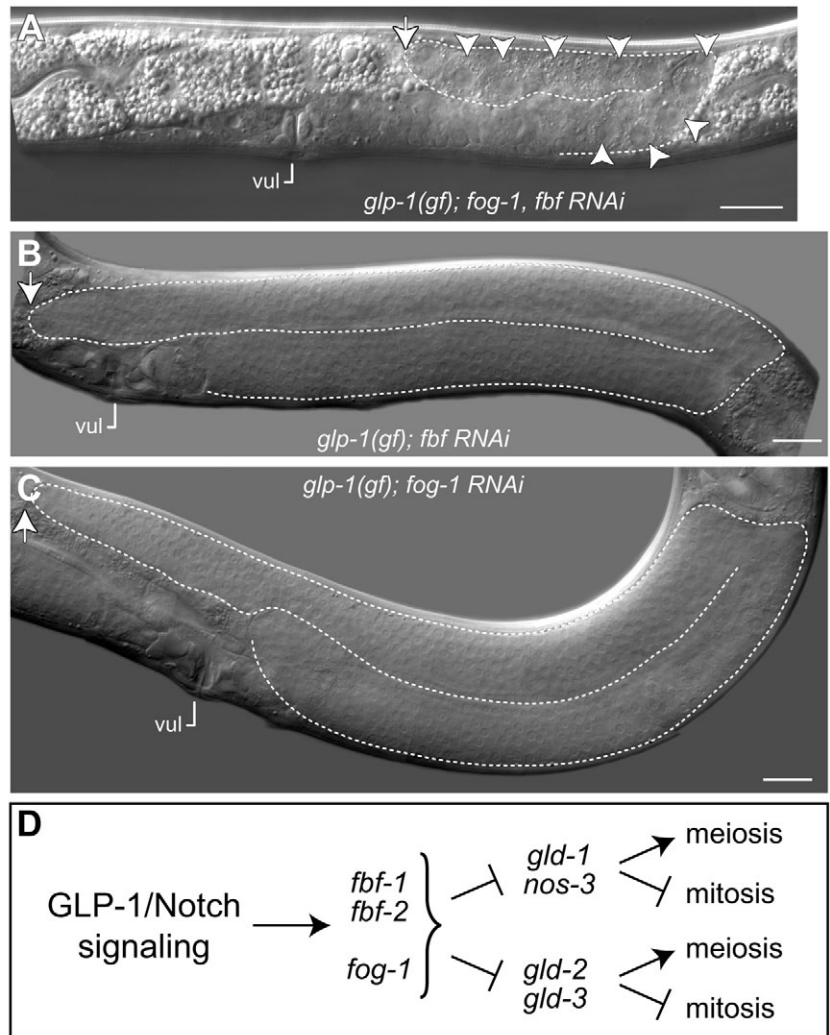 A
vul
glp-1(gf); fog-1, fbf RNAi
B
vul
glp-1(gf); fbf RNAi
C
glp-1(gf); fog-1 RNAi
vul
D
GLP-1/Notch
signaling
fbf-1
fbf-2
fog-1
gld-1
nos-3
meiosis
mitosis
gld-2
gld-3
meiosis
mitosis